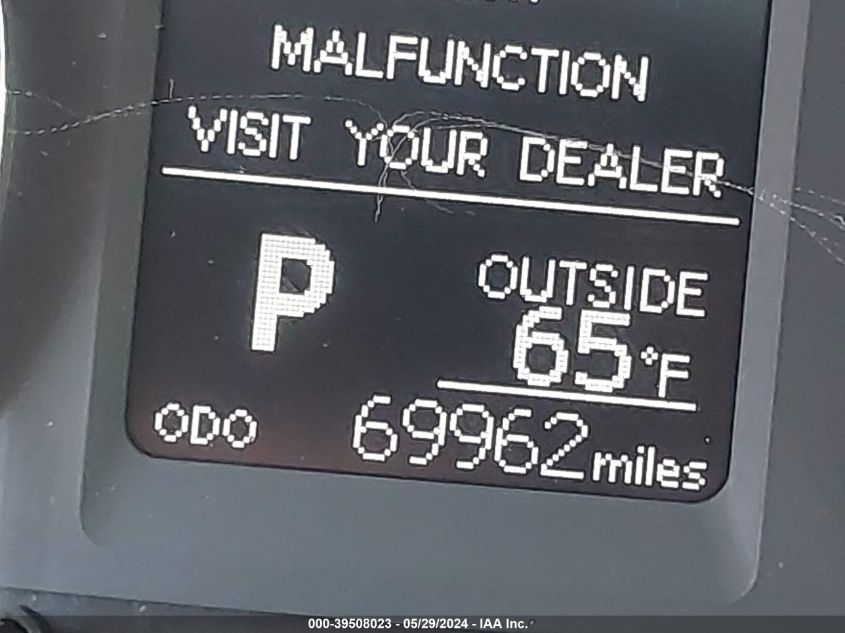 MALFUNCTION
VISIT YOUR DEALER
P
OUTSIDE
65°F
ODO 69962 miles
000-39508023 - 05/29/2024 - IAA Inc.